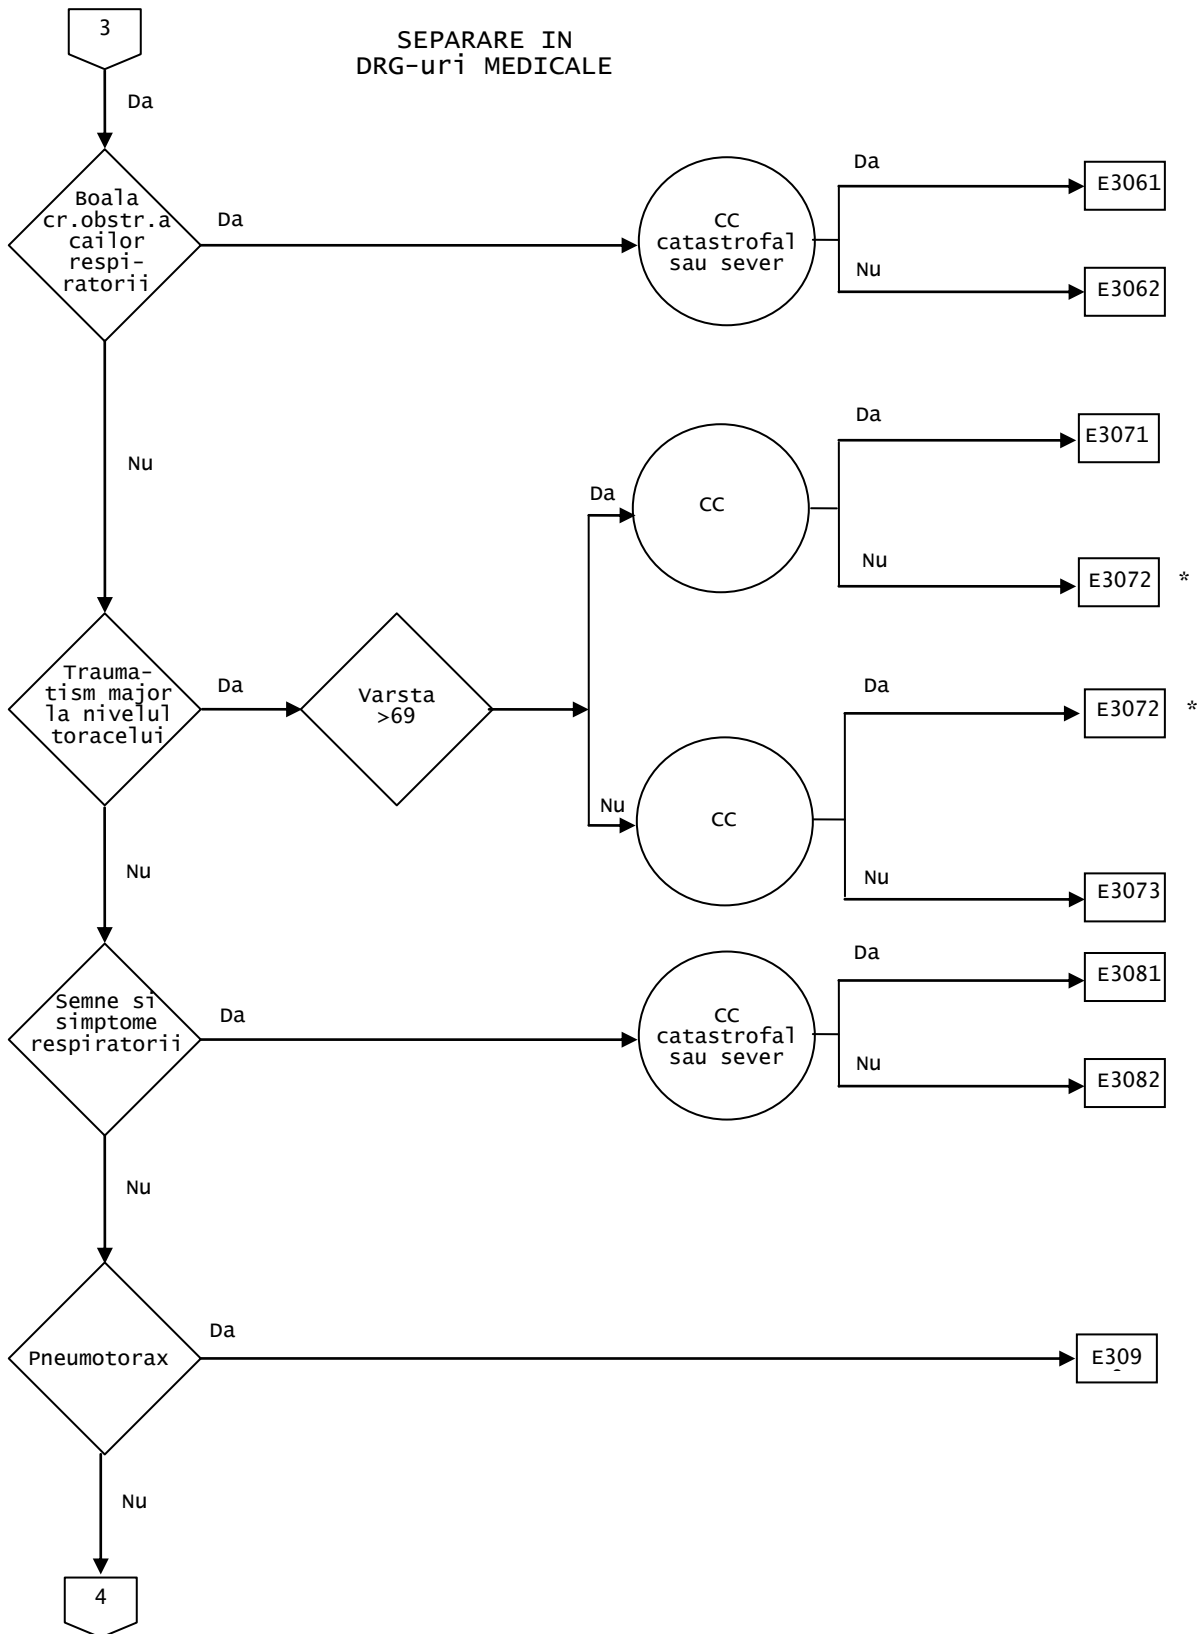 3
SEPARARE IN
DRG-uri MEDICALE
Da
Boala
cr.obstr.a
cailor
respi-
ratorii
Da
CC
catastrofal
sau sever
Da
E3061
Nu
E3062
Nu
Da
CC
Da
E3071
Nu
E3072 *
Trauma-
tism major
la nivelul
toracelui
Da
Varsta
>69
Nu
CC
Da
E3072 *
Nu
E3073
Nu
Semne si
simptome
respiratorii
Da
CC
catastrofal
sau sever
Da
E3081
Nu
E3082
Nu
Pneumotorax
Da
E309
Nu
4